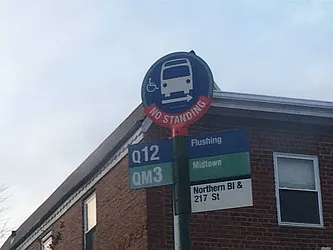 NO STANDING
Q12
QM3
Flushing
Midtown
Northern Bl &
217 St